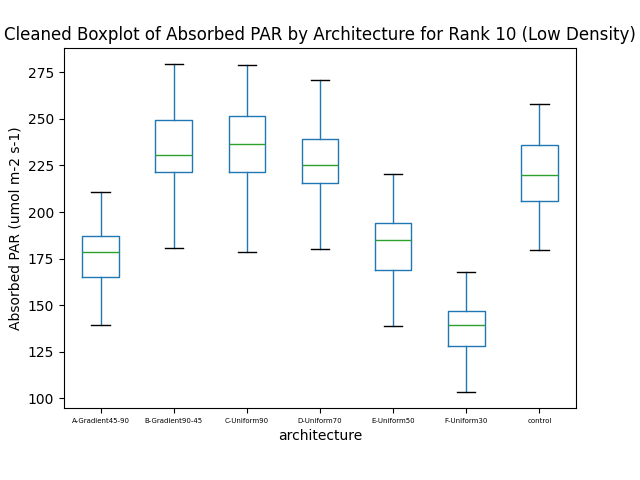 Cleaned Boxplot of Absorbed PAR by Architecture for Rank 10 (Low Density)
Absorbed PAR (umol m-2 s-1)
275
250
225
200
175
150
125
100
A-Gradient45-90 B-Gradient90-45 C-Uniform90 D-Uniform70 E-Uniform50 F-Uniform30 control
architecture